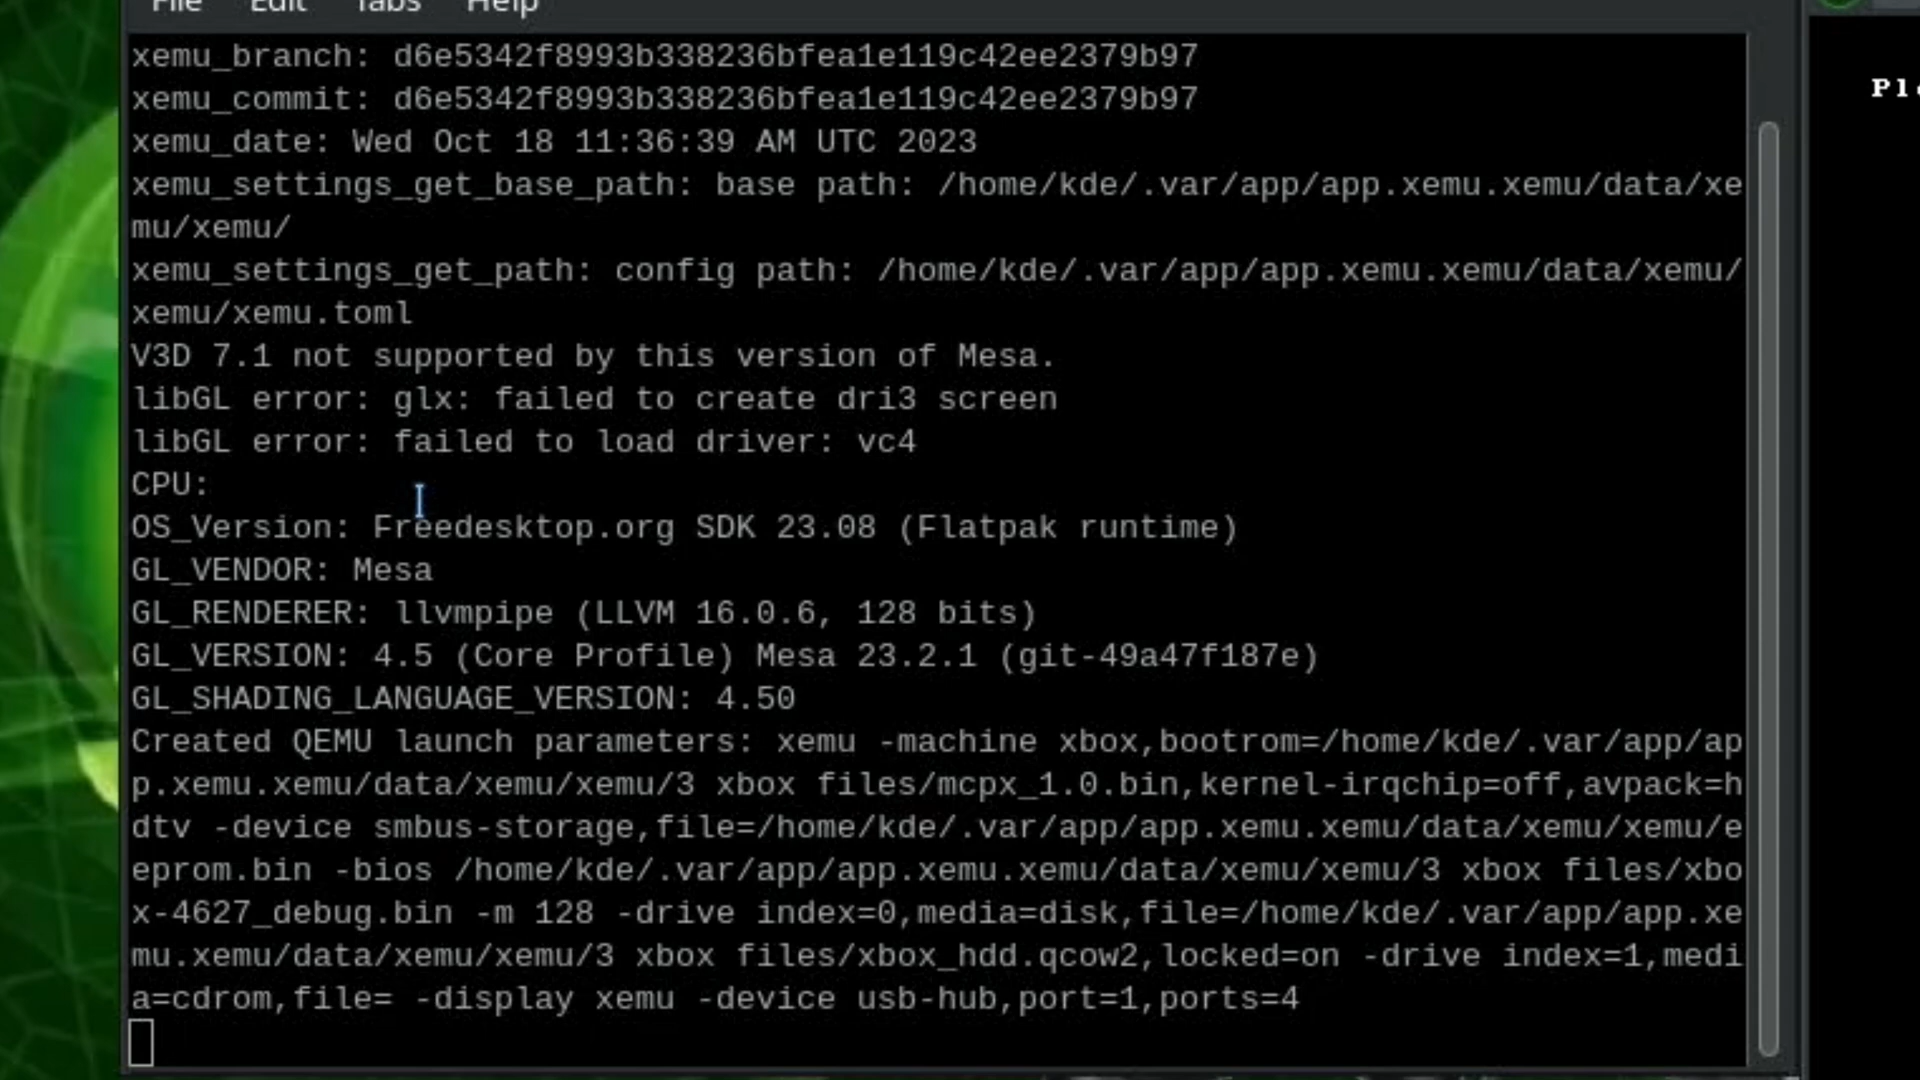 File Edit Tabs Help
xemu_branch: d6e5342f8993b338236bfea1e119c42ee2379b97
xemu_commit: d6e5342f8993b338236bfea1e119c42ee2379b97
xemu_date: Wed Oct 18 11:36:39 AM UTC 2023
xemu_settings_get_base_path: base path: /home/kde/.var/app/app.xemu.xemu/data/xe
mu/xemu/
xemu_settings_get_path: config path: /home/kde/.var/app/app.xemu.xemu/data/xemu/
xemu/xemu.toml
V3D 7.1 not supported by this version of Mesa.
libGL error: glx: failed to create dri3 screen
libGL error: failed to load driver: vc4
CPU:
OS_Version: Freedesktop.org SDK 23.08 (Flatpak runtime)
GL_VENDOR: Mesa
GL_RENDERER: llvmpipe (LLVM 16.0.6, 128 bits)
GL_VERSION: 4.5 (Core Profile) Mesa 23.2.1 (git-49a47f187e)
GL_SHADING_LANGUAGE_VERSION: 4.50
Created QEMU launch parameters: xemu -machine xbox,bootrom=/home/kde/.var/app/ap
p.xemu.xemu/data/xemu/xemu/3 xbox files/mcpx_1.0.bin,kernel-irqchip=off,avpack=h
dtv -device smbus-storage,file=/home/kde/.var/app/app.xemu.xemu/data/xemu/xemu/e
eprom.bin -bios /home/kde/.var/app/app.xemu.xemu/data/xemu/xemu/3 xbox files/xbo
x-4627_debug.bin -m 128 -drive index=0,media=disk,file=/home/kde/.var/app/app.xe
mu.xemu/data/xemu/xemu/3 xbox files/xbox_hdd.qcow2,locked=on -drive index=1,medi
a=cdrom,file= -display xemu -device usb-hub,port=1,ports=4